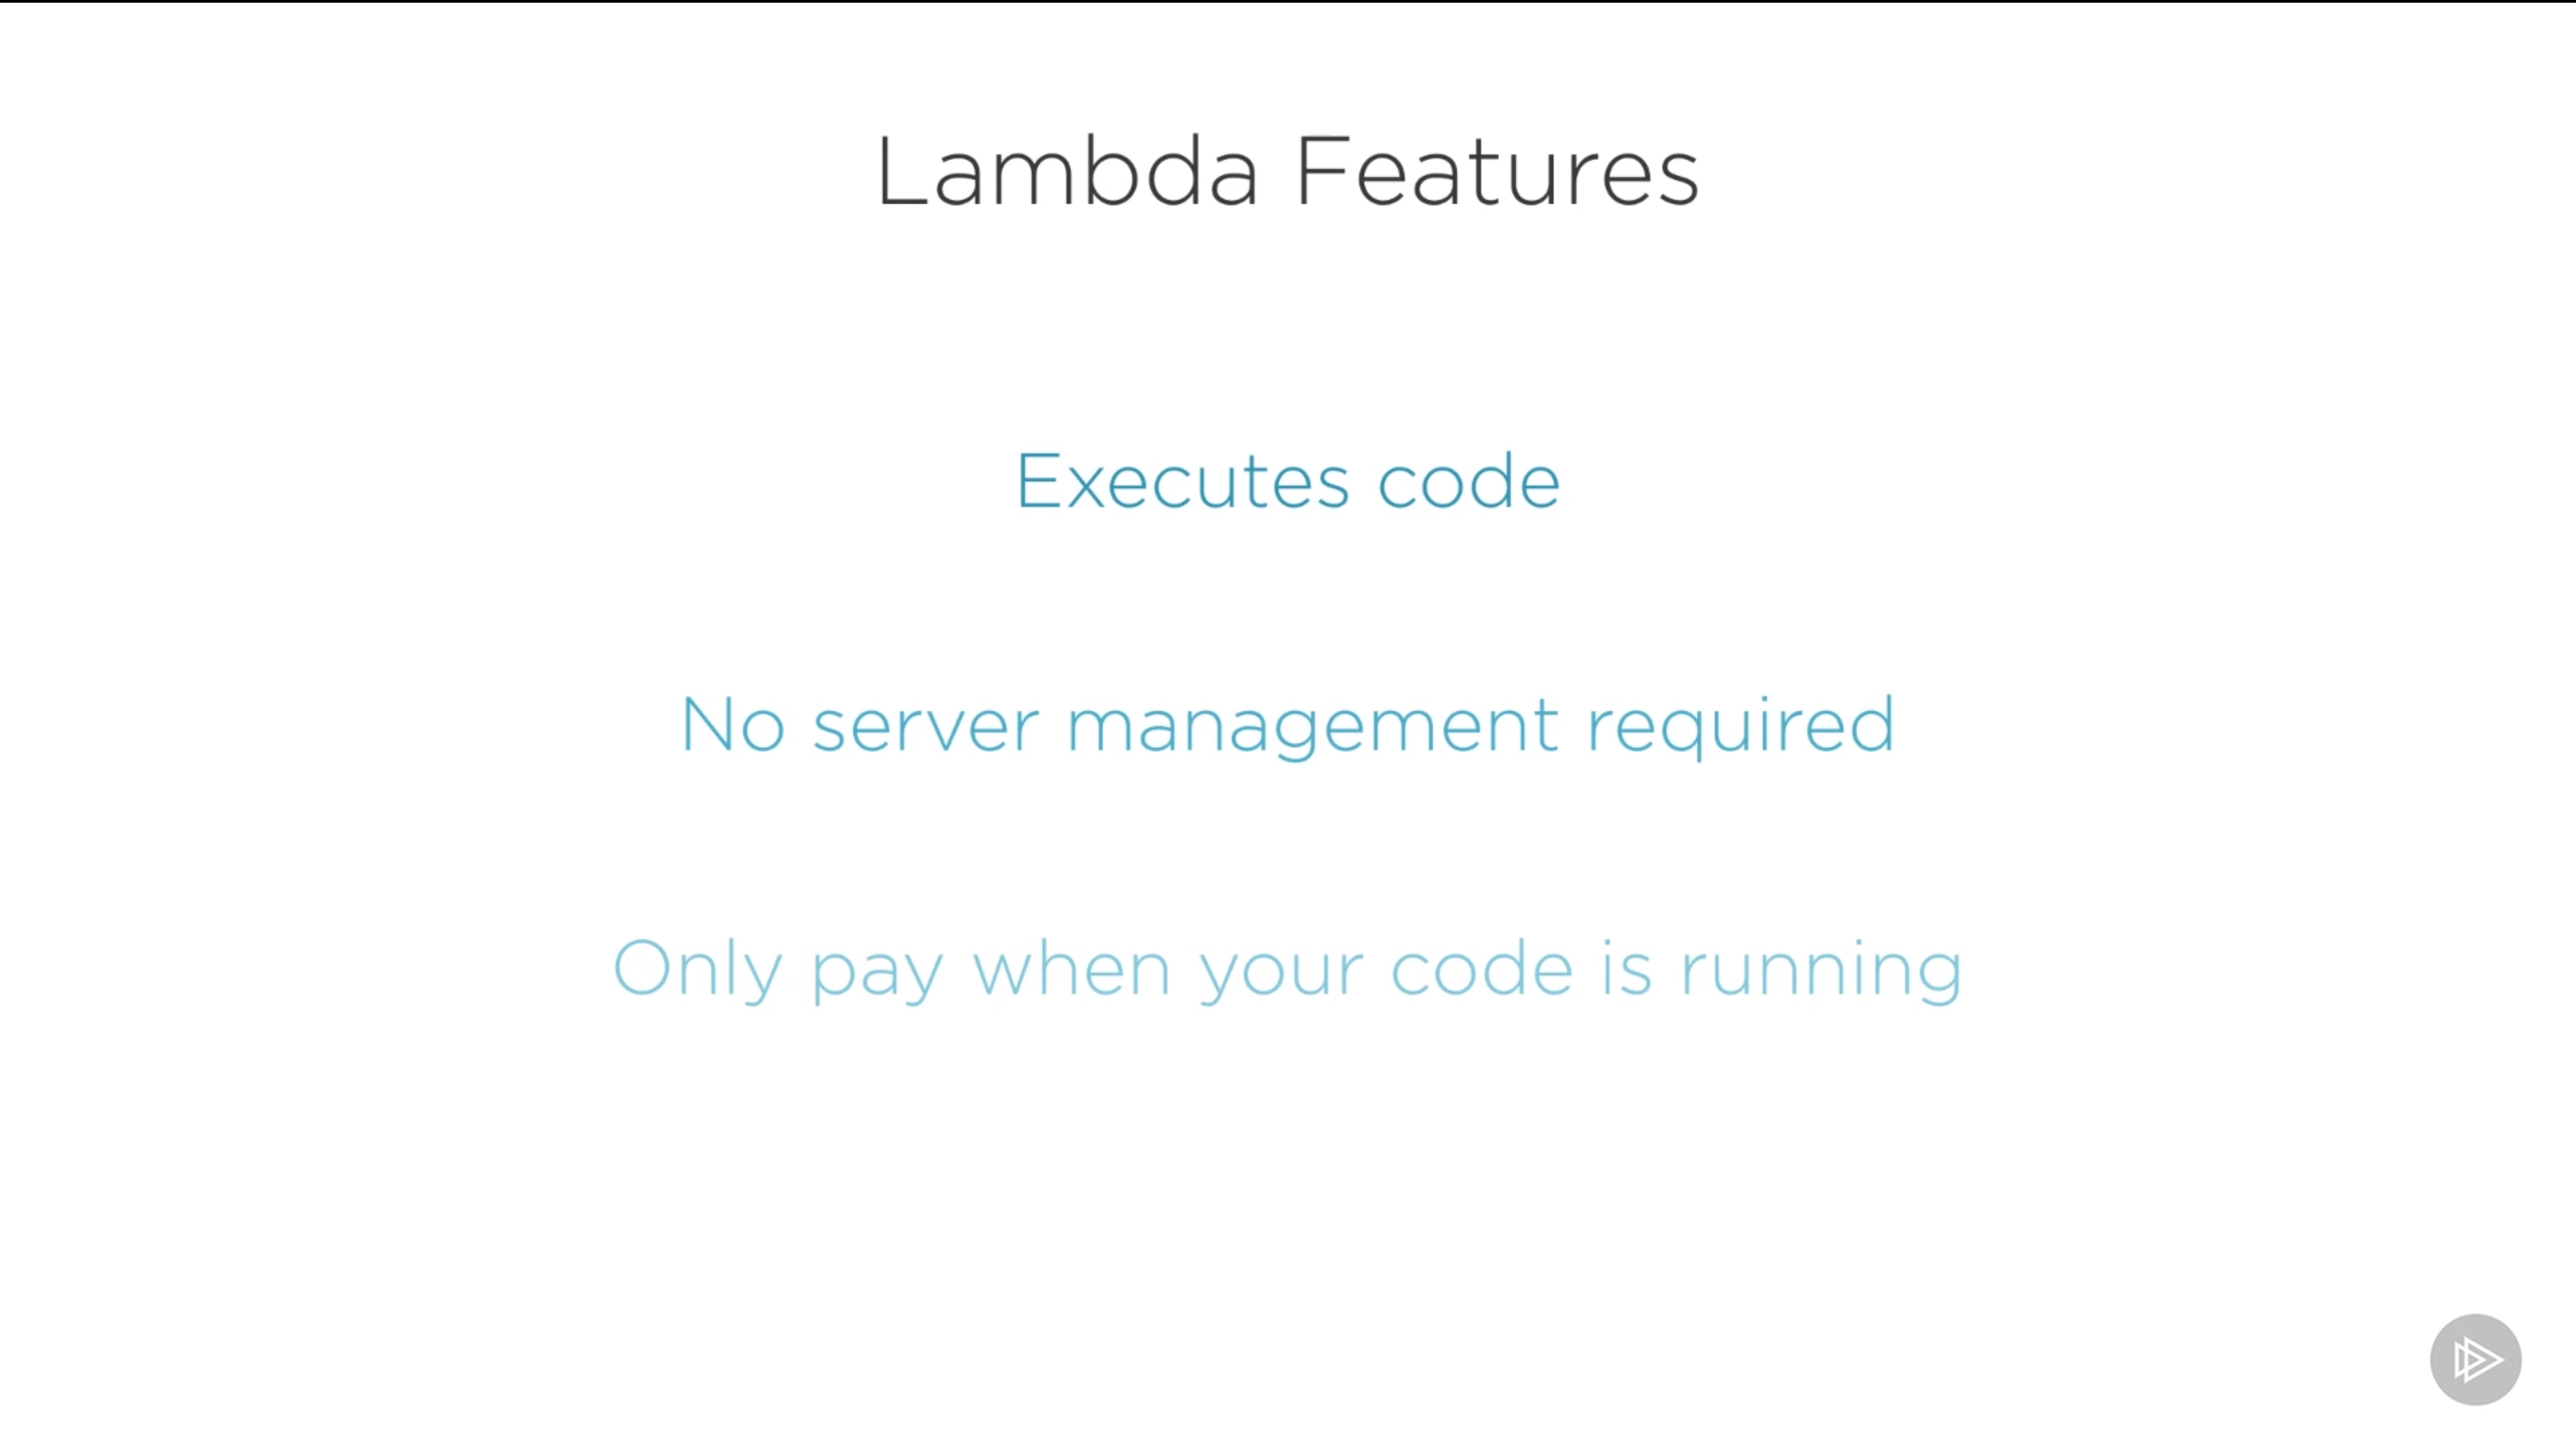 Lambda Features
Executes code
No server management required
Only pay when your code is running